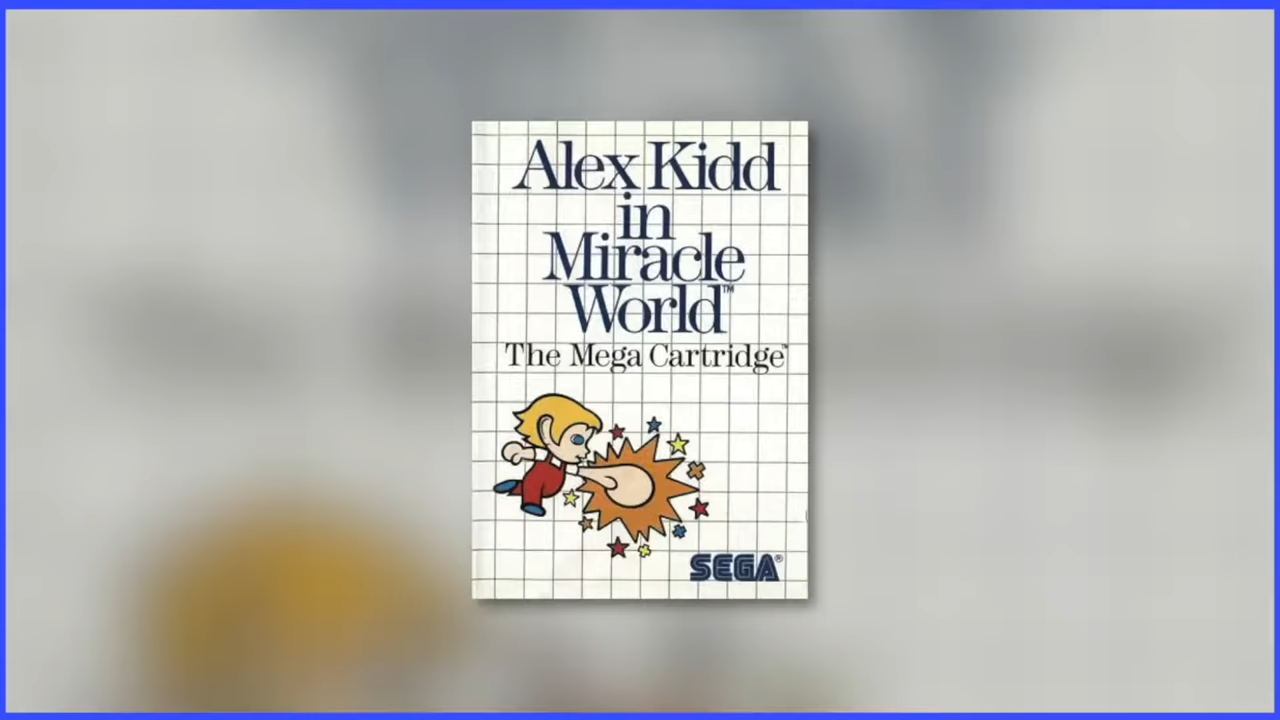 Alex Kidd
in
Miracle
World™
The Mega Cartridge™
SEGA®